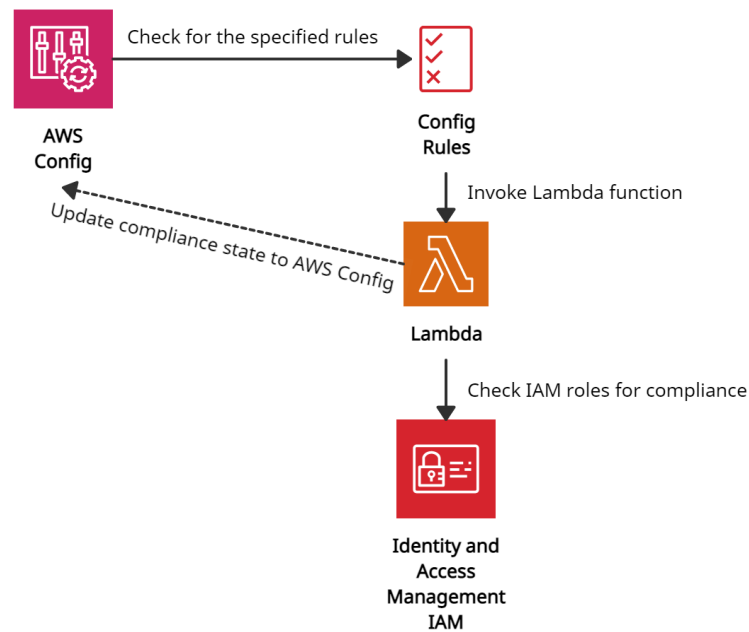 Check for the specified rules
AWS
Config
Config
Rules
Invoke Lambda function
Update compliance state to AWS Config
Lambda
Check IAM roles for compliance
Identity and
Access
Management
IAM